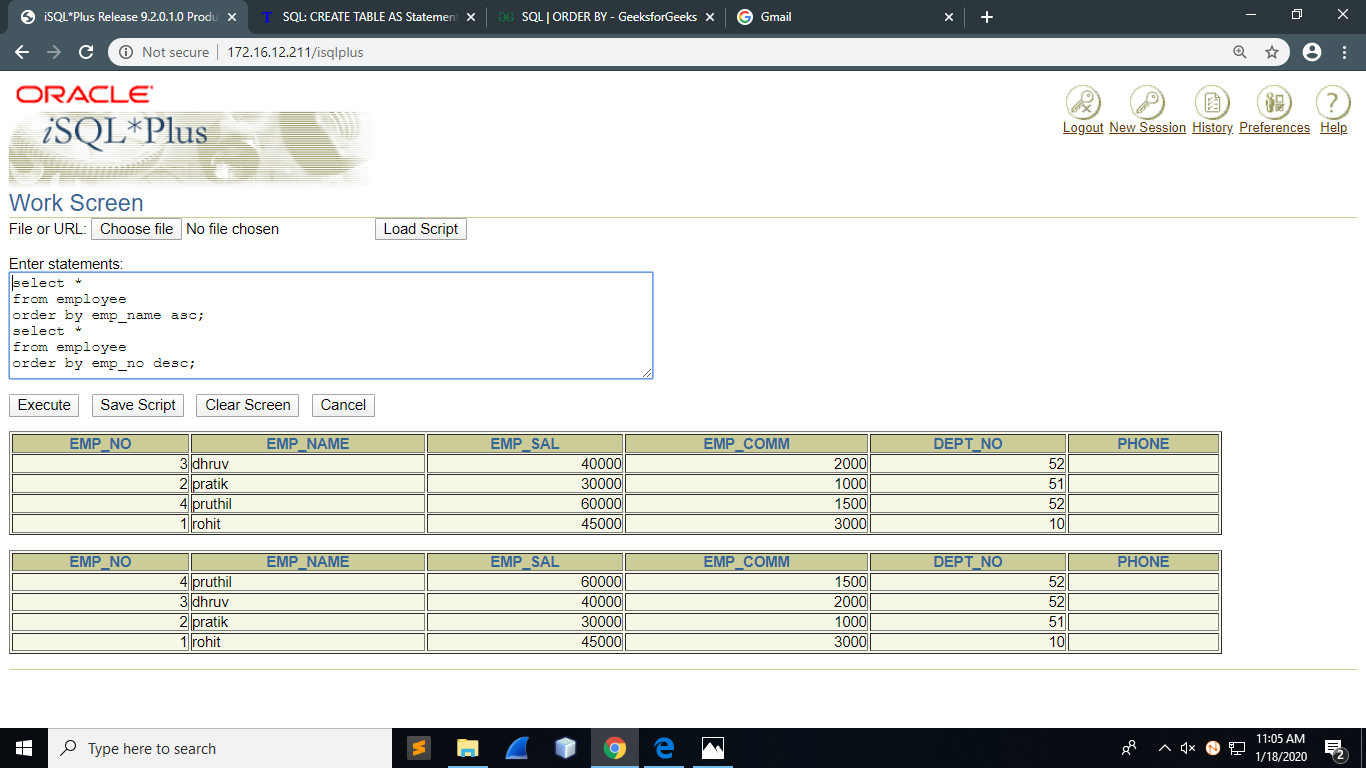 iSQL*Plus Release 9.2.0.1.0 Produ
SQL: CREATE TABLE AS Statement
SQL | ORDER BY - GeeksforGeeks
Gmail
Not secure
172.16.12.211/isqlplus
ORACLE
iSQL*Plus
Logout New Session History Preferences Help
Work Screen
File or URL: Choose file No file chosen Load Script
Enter statements:
select *
from employee
order by emp_name asc;
select *
from employee
order by emp_no desc;
Execute Save Script Clear Screen Cancel
EMP_NO EMP_NAME EMP_SAL EMP_COMM DEPT_NO PHONE
3 dhruv 40000 2000 52
2 pratik 30000 1000 51
4 pruthil 60000 1500 52
1 rohit 45000 3000 10
EMP_NO EMP_NAME EMP_SAL EMP_COMM DEPT_NO PHONE
4 pruthil 60000 1500 52
3 dhruv 40000 2000 52
2 pratik 30000 1000 51
1 rohit 45000 3000 10
Type here to search
11:05 AM
1/18/2020
2